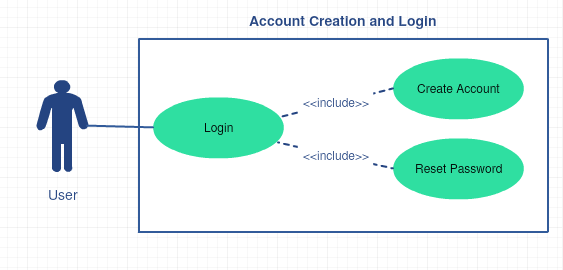 Account Creation and Login
Create Account
<<include>>
Login
<<include>>
Reset Password
User